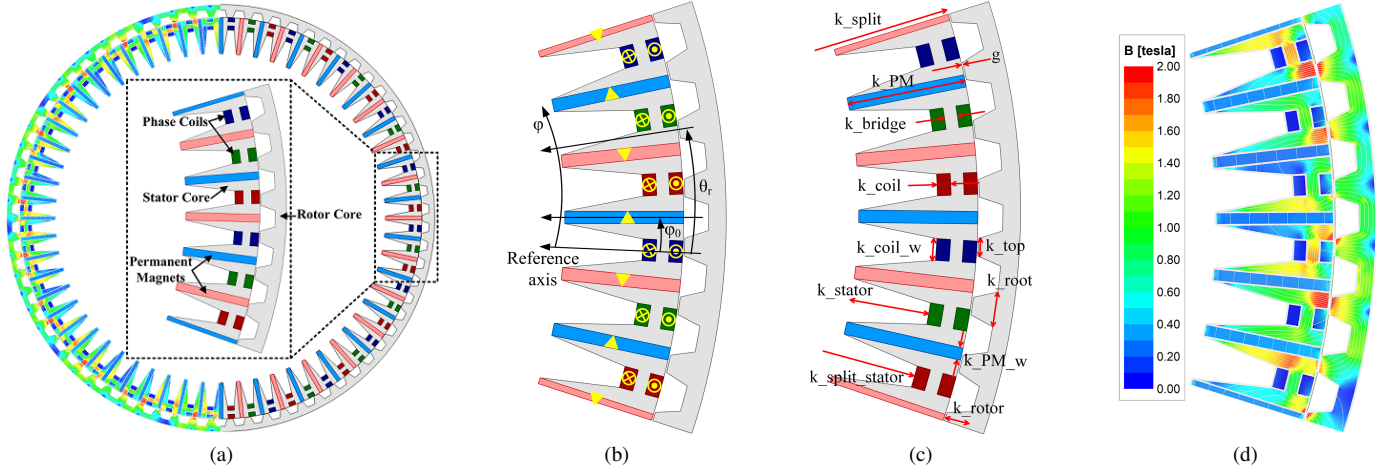 Phase Coils
Stator Core
Rotor Core
Permanent
Magnets
(a)
φ
θr
φ0
Reference
axis
(b)
k_split
g
k_PM
k_bridge
k_coil
k_coil_w
k_top
k_stator
k_root
k_PM_w
k_split_stator
k_rotor
(c)
B [tesla]
2.00
1.80
1.60
1.40
1.20
1.00
0.80
0.60
0.40
0.20
0.00
(d)